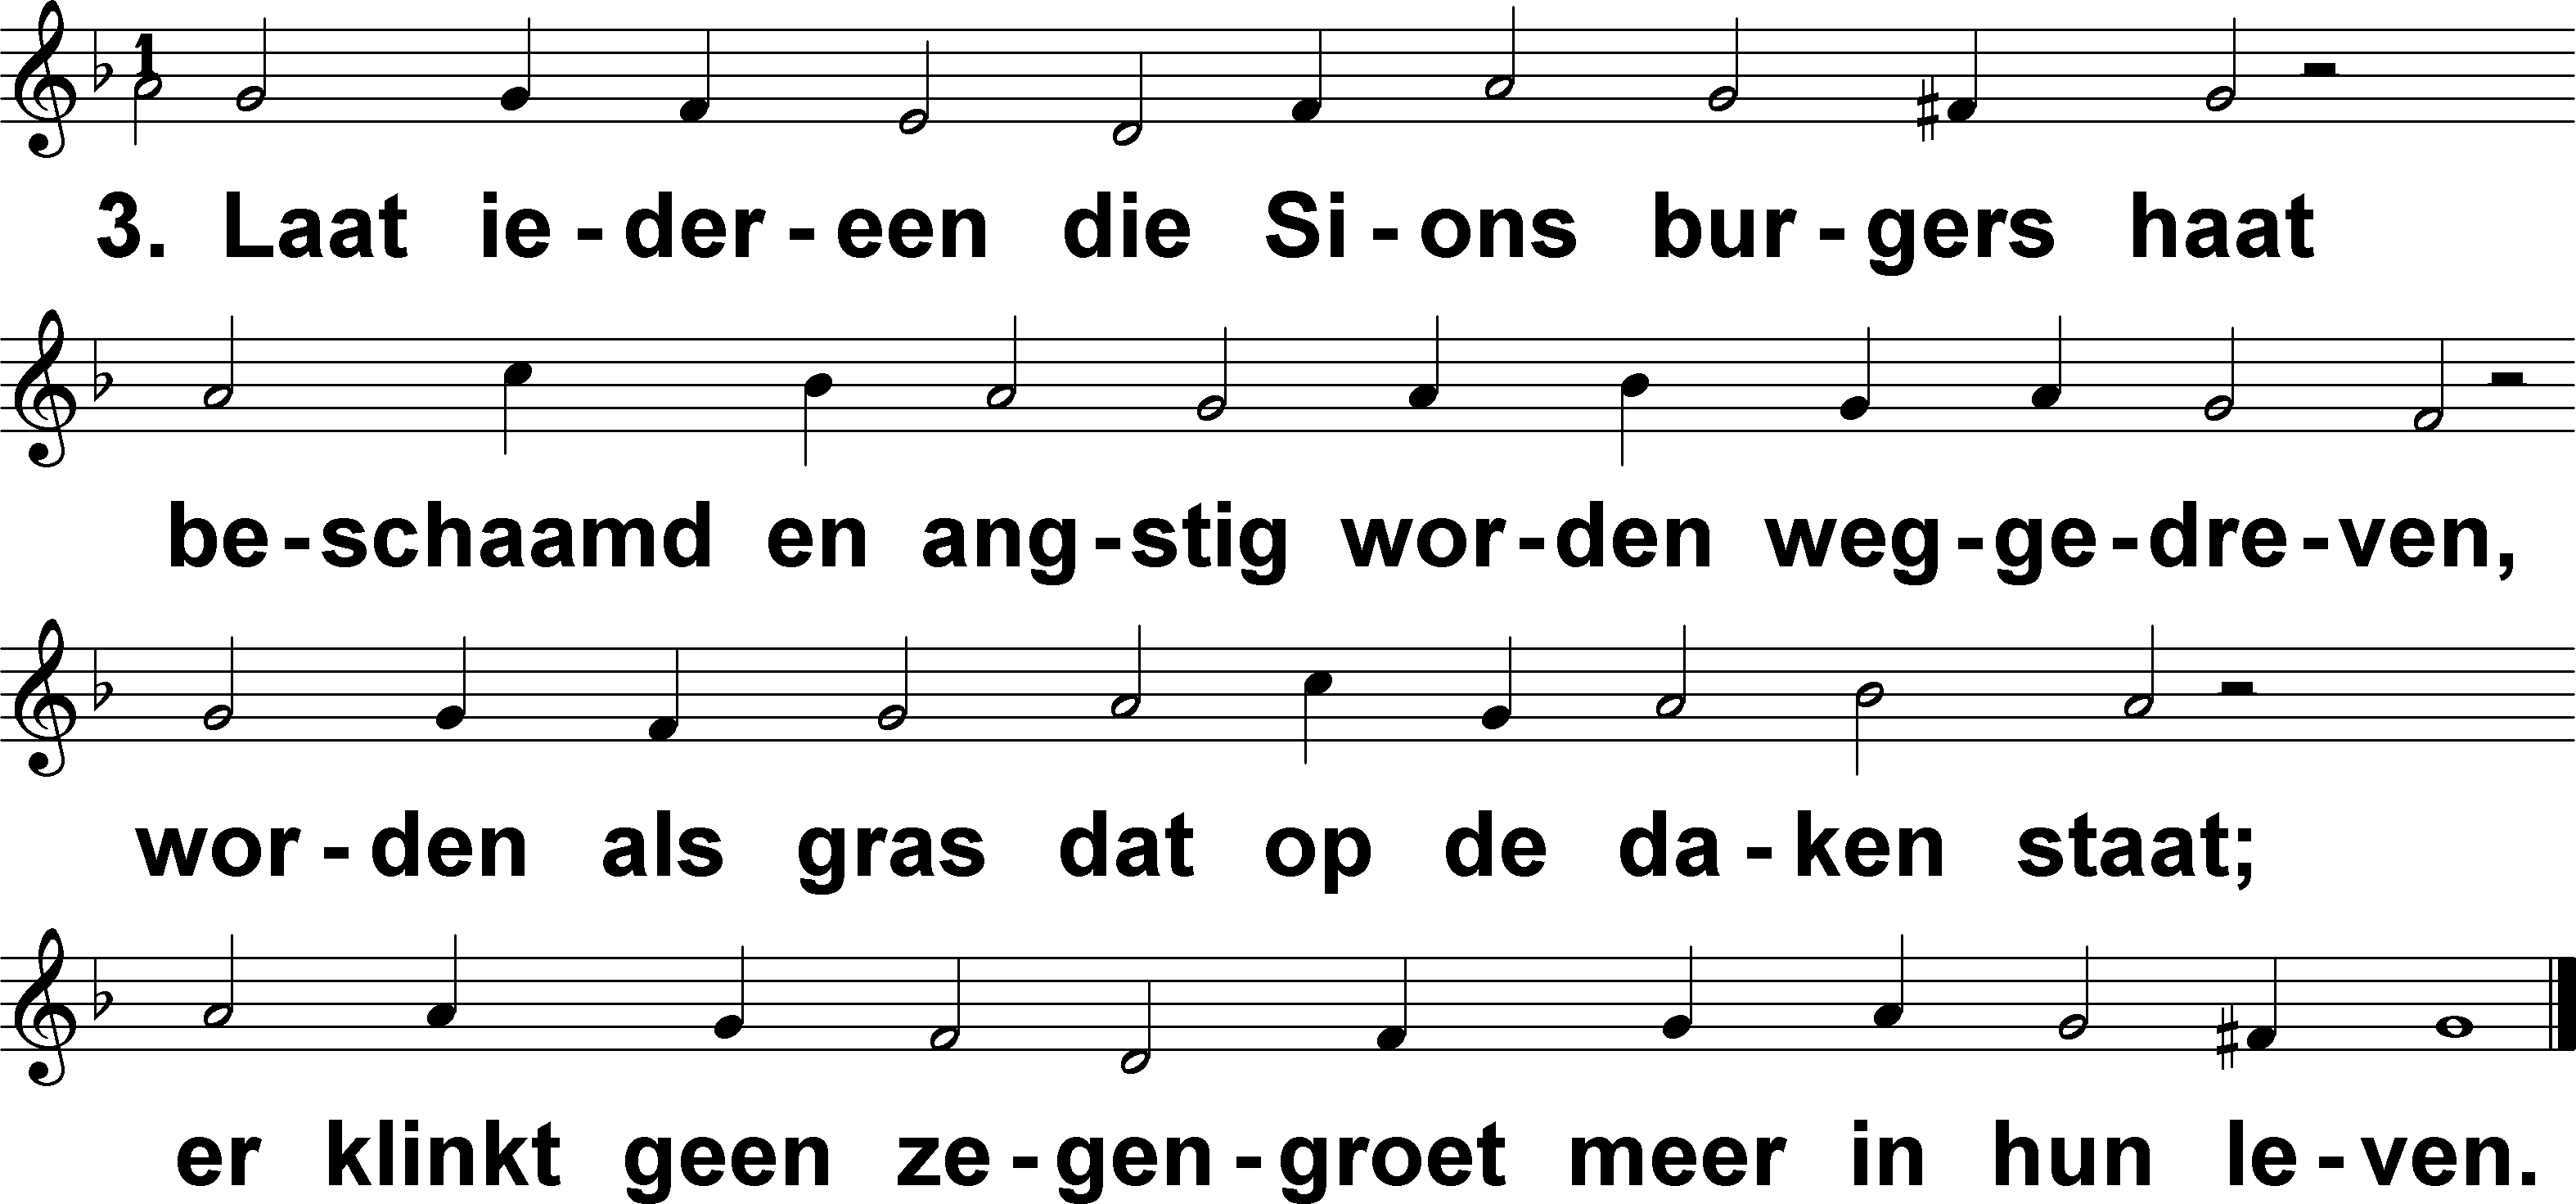 1
3. Laat ie - der - een die Si - ons bur - gers haat
be - schaamd en ang - stig wor - den weg - ge - dre - ven,
wor - den als gras dat op de da - ken staat;
er klinkt geen ze - gen - groet meer in hun le - ven.